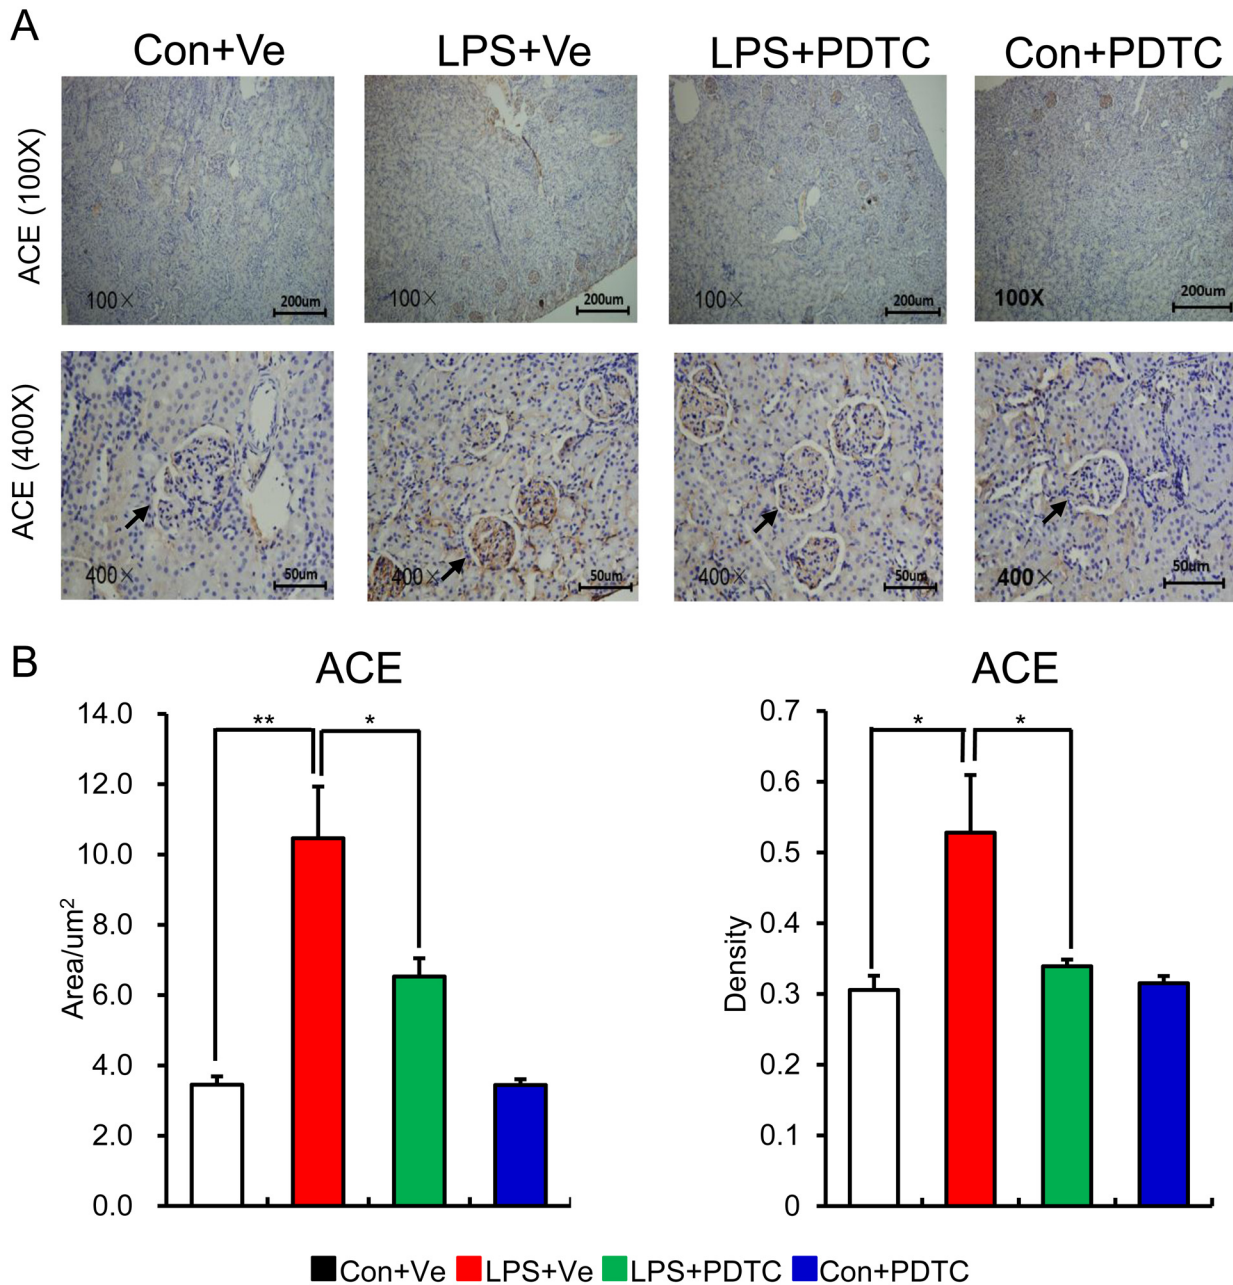 A
Con+Ve LPS+Ve LPS+PDTC Con+PDTC
ACE (100X)
100× 200um 100× 200um 100× 200um 100X 200um
ACE (400X)
400× 50um 400× 50um 400× 50um 400× 50um
B
ACE
14.0
12.0
10.0
8.0
6.0
4.0
2.0
0.0
Area/um²
** *
ACE
0.7
0.6
0.5
0.4
0.3
0.2
0.1
0
Density
* *
Con+Ve LPS+Ve LPS+PDTC Con+PDTC